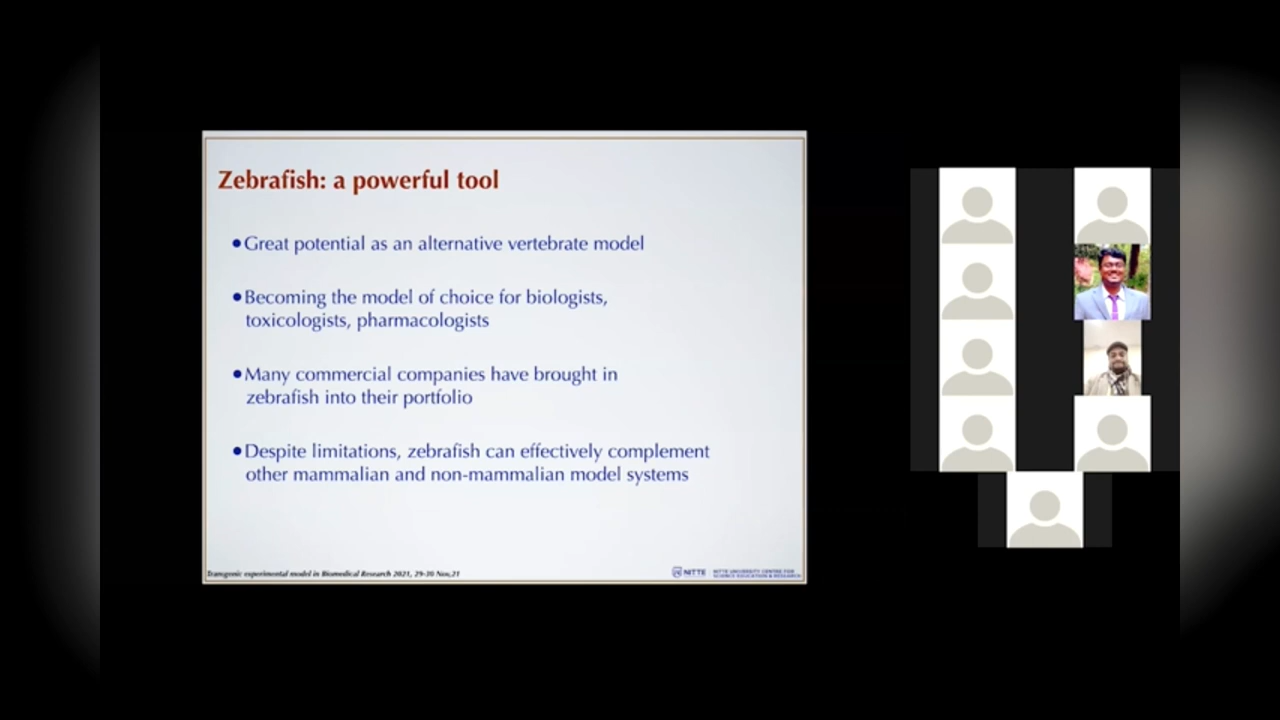 Zebrafish: a powerful tool
●Great potential as an alternative vertebrate model
●Becoming the model of choice for biologists,
toxicologists, pharmacologists
●Many commercial companies have brought in
zebrafish into their portfolio
●Despite limitations, zebrafish can effectively complement
other mammalian and non-mammalian model systems
Transgenic experimental model in Biomedical Research 2021, 29-30 Nov,21
NITTE
NITTE UNIVERSITY CENTRE FOR
SCIENCE EDUCATION & RESEARCH